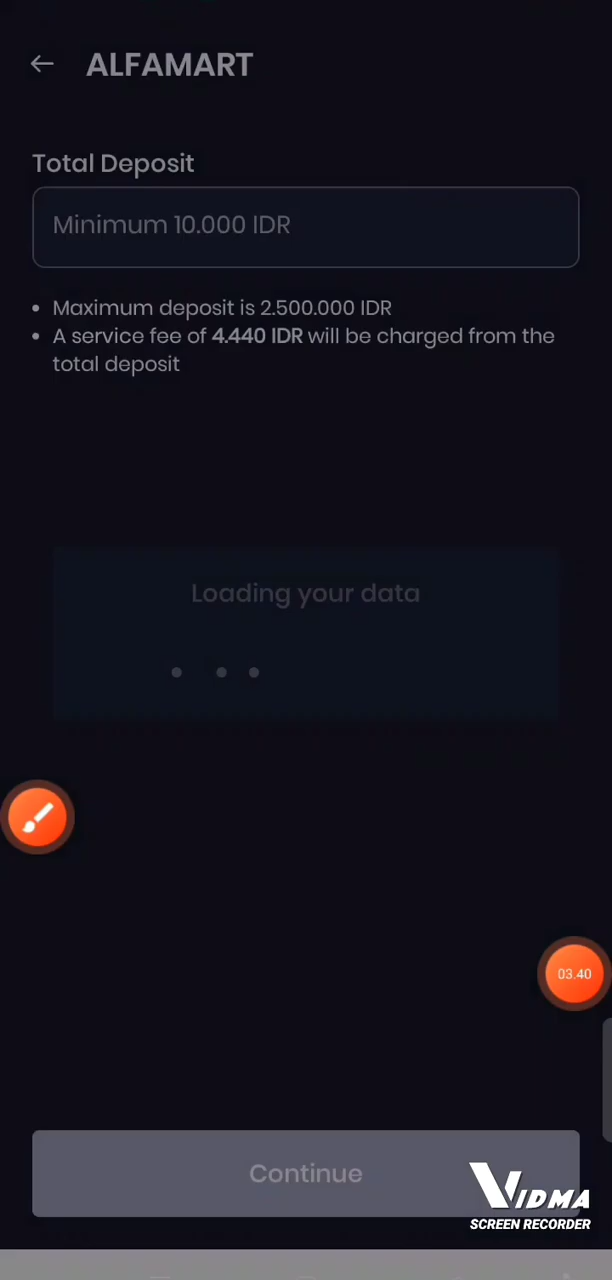 ALFAMART
Total Deposit
Minimum 10.000 IDR
• Maximum deposit is 2.500.000 IDR
• A service fee of 4.440 IDR will be charged from the
total deposit
Loading your data
03.40
Continue
VIDMA
SCREEN RECORDER